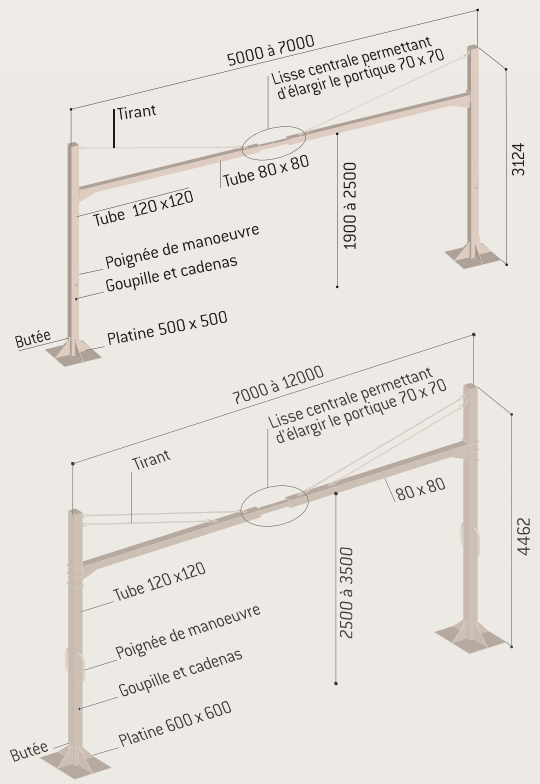 5000 à 7000
Lisse centrale permettant
d'élargir le portique 70 x 70
Tirant
3124
Tube 80 x 80
1900 à 2500
Tube 120 x120
Poignée de manoeuvre
Goupille et cadenas
Platine 500 x 500
Butée
7000 à 12000
Lisse centrale permettant
d'élargir le portique 70 x 70
Tirant
80 x 80
4462
2500 à 3500
Tube 120 x120
Poignée de manoeuvre
Goupille et cadenas
Platine 600 x 600
Butée